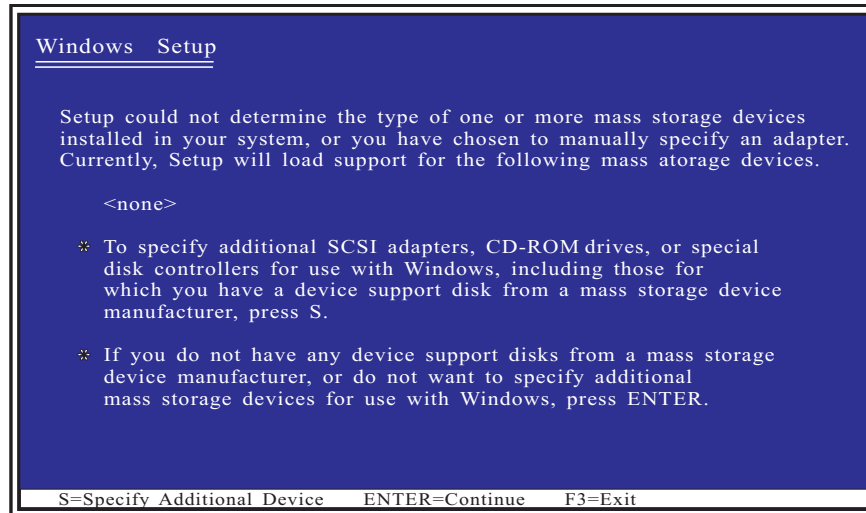 Windows Setup
Setup could not determine the type of one or more mass storage devices
installed in your system, or you have chosen to manually specify an adapter.
Currently, Setup will load support for the following mass atorage devices.
<none>
* To specify additional SCSI adapters, CD-ROM drives, or special
disk controllers for use with Windows, including those for
which you have a device support disk from a mass storage device
manufacturer, press S.
* If you do not have any device support disks from a mass storage
device manufacturer, or do not want to specify additional
mass storage devices for use with Windows, press ENTER.
S=Specify Additional Device ENTER=Continue F3=Exit